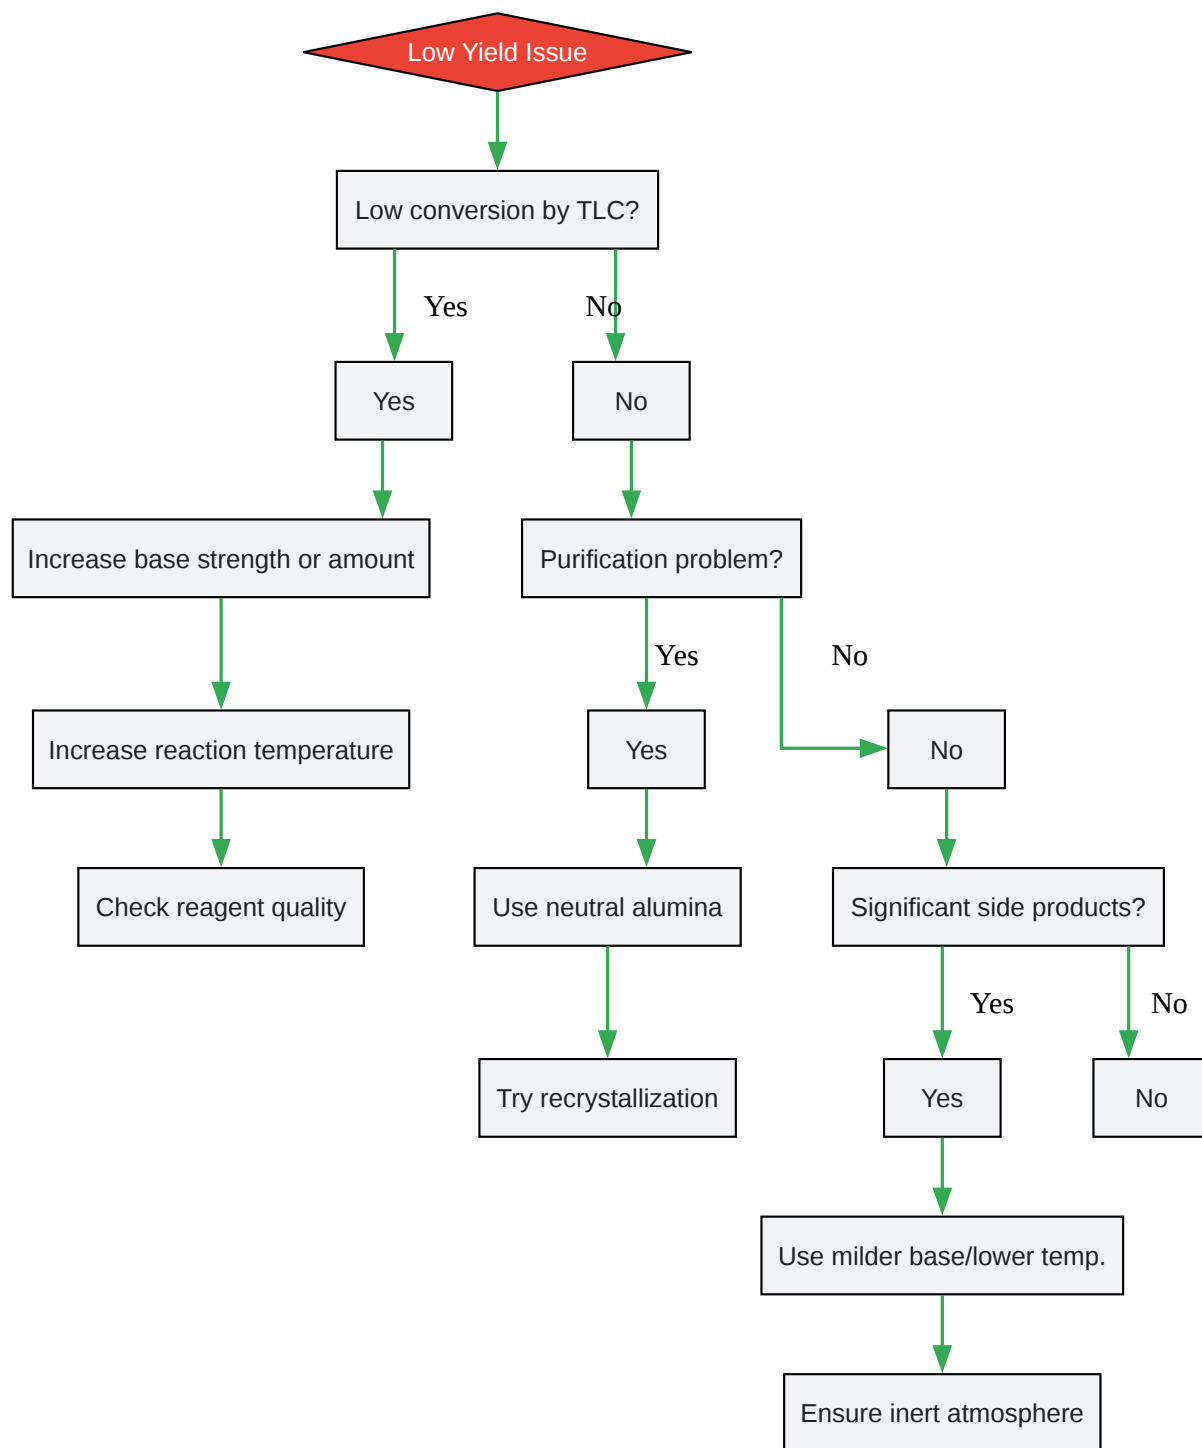 Low Yield Issue
Low conversion by TLC?
Yes
No
Yes
No
Increase base strength or amount
Purification problem?
Yes
No
Increase reaction temperature
Yes
No
Check reagent quality
Use neutral alumina
Significant side products?
Yes
No
Try recrystallization
Yes
No
Use milder base/lower temp.
Ensure inert atmosphere